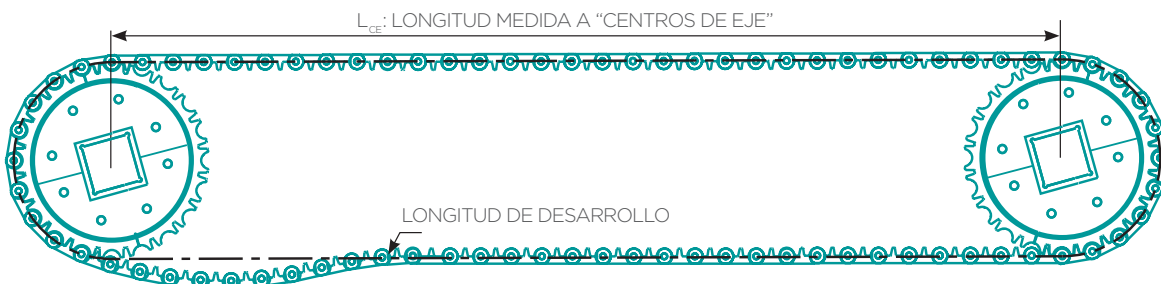 LCE: LONGITUD MEDIDA A “CENTROS DE EJE”
LONGITUD DE DESARROLLO